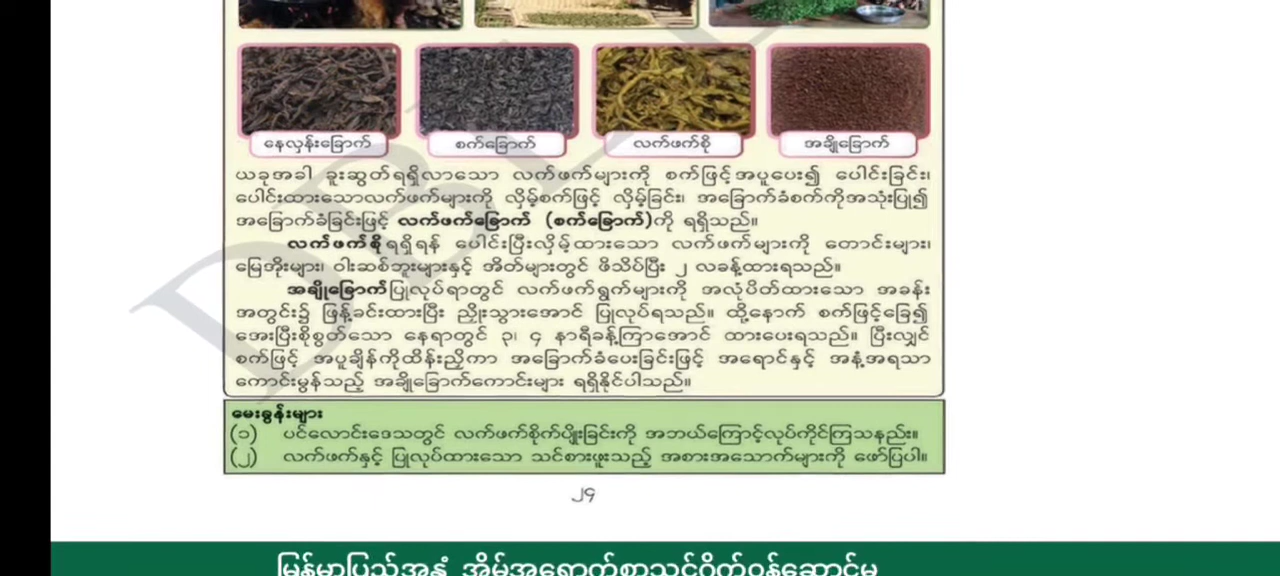 နေလှန်းခြောက်
စက်ခြောက်
လက်ဖက်စို
အချိုခြောက်
ယခုအခါ ခူးဆွတ်ရရှိလာသော လက်ဖက်များကို စက်ဖြင့်အပူပေး၍ ပေါင်းခြင်း၊
ပေါင်းထားသောလက်ဖက်များကို လှိမ့်စက်ဖြင့် လှိမ့်ခြင်း၊ အခြောက်ခံစက်ကိုအသုံးပြု၍
အခြောက်ခံခြင်းဖြင့် လက်ဖက်ခြောက် (စက်ခြောက်)ကို ရရှိသည်။
လက်ဖက်စိုရရှိရန် ပေါင်းပြီးလှိမ့်ထားသော လက်ဖက်များကို တောင်းများ၊
မြေအိုးများ၊ ဝါးဆစ်ဘူးများနှင့် အိတ်များတွင် ဖိသိပ်ပြီး ၂ လခန့်ထားရသည်။
အချိုခြောက်ပြုလုပ်ရာတွင် လက်ဖက်ရွက်များကို အလုံပိတ်ထားသော အခန်း
အတွင်း၌ ဖြန့်ခင်းထားပြီး ညှိုးသွားအောင် ပြုလုပ်ရသည်။ ထို့နောက် စက်ဖြင့်ခြေ၍
အေးပြီးစိုစွတ်သော နေရာတွင် ၃၊ ၄ နာရီခန့်ကြာအောင် ထားပေးရသည်။ ပြီးလျှင်
စက်ဖြင့် အပူချိန်ကိုထိန်းညှိကာ အခြောက်ခံပေးခြင်းဖြင့် အရောင်နှင့် အနံ့အရသာ
ကောင်းမွန်သည့် အချိုခြောက်ကောင်းများ ရရှိနိုင်ပါသည်။
မေးခွန်းများ
(၁) ပင်လောင်းဒေသတွင် လက်ဖက်စိုက်ပျိုးခြင်းကို အဘယ်ကြောင့်လုပ်ကိုင်ကြသနည်း။
(၂) လက်ဖက်နှင့် ပြုလုပ်ထားသော သင်စားဖူးသည့် အစားအသောက်များကို ဖော်ပြပါ။
၂၄
မြန်မာပြည်အနှံ့ အိမ်အရောက်စာသင်ဝိုက်ဝန်ဆောင်မှု